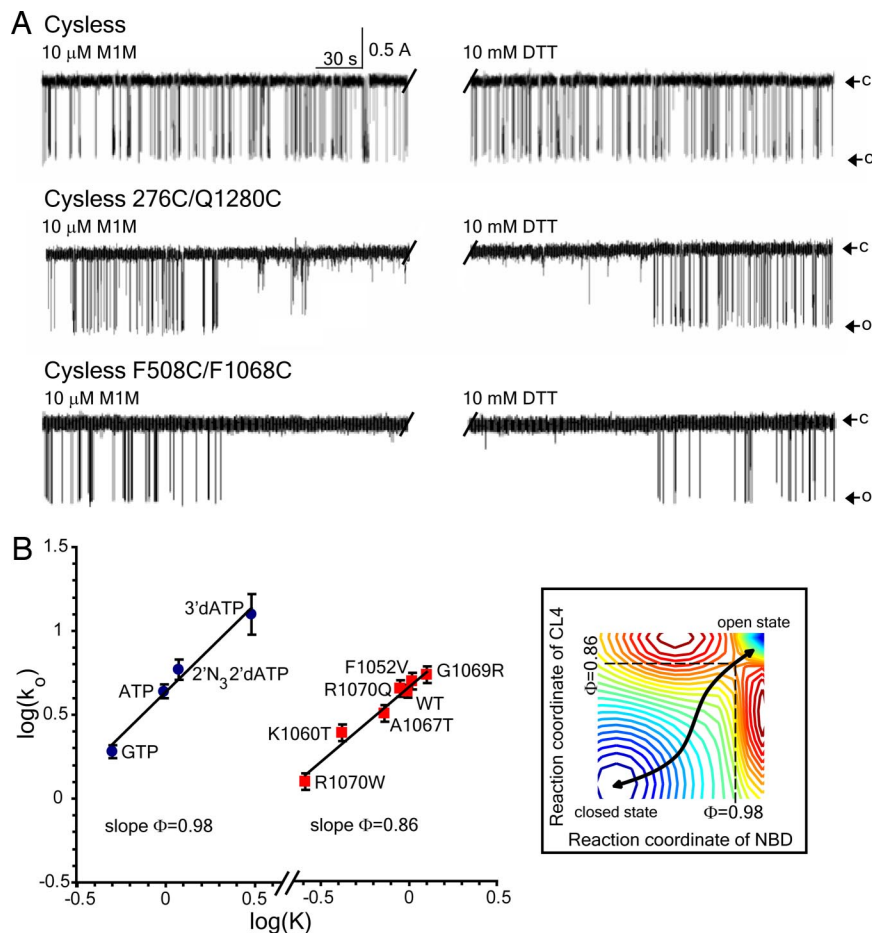 A
Cysless
10 μM M1M
30 s
0.5 A
10 mM DTT
c
o
Cysless 276C/Q1280C
10 μM M1M
10 mM DTT
c
o
Cysless F508C/F1068C
10 μM M1M
10 mM DTT
c
o
B
log(kₒ)
1.5
1
0.5
0
-0.5
3'dATP
2'N₃2'dATP
ATP
GTP
slope Φ=0.98
F1052V
G1069R
R1070Q
WT
A1067T
K1060T
R1070W
slope Φ=0.86
-0.5
0
0.5
-0.5
0
0.5
log(K)
Reaction coordinate of CL4
Φ=0.86
open state
closed state
Φ=0.98
Reaction coordinate of NBD